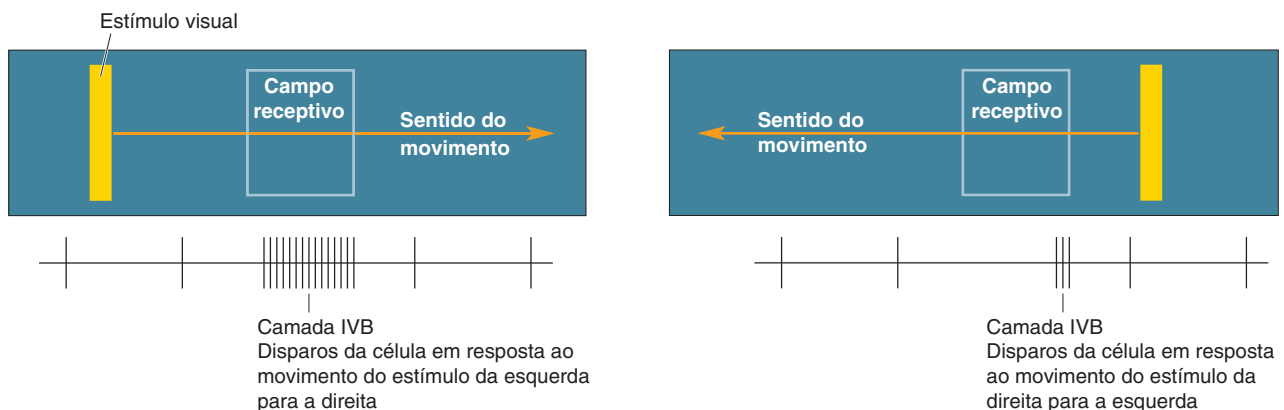 Estímulo visual
Campo
receptivo
Sentido do
movimento
Camada IVB
Disparos da célula em resposta ao
movimento do estímulo da esquerda
para a direita
Campo
receptivo
Sentido do
movimento
Camada IVB
Disparos da célula em resposta
ao movimento do estímulo da
direita para a esquerda